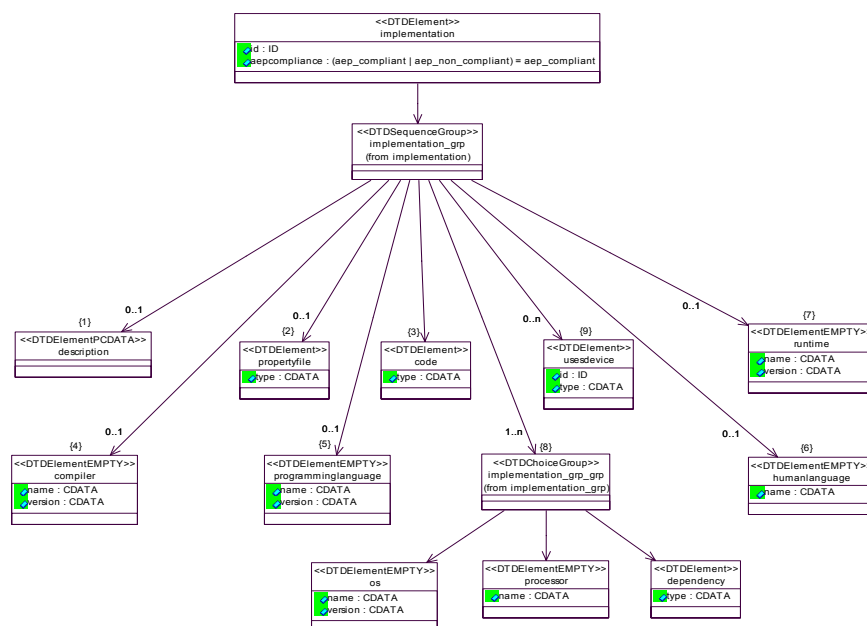 <<DTDElement>>
implementation
id : ID
aepcompliance : (aep_compliant | aep_non_compliant) = aep_compliant
<<DTDSequenceGroup>>
implementation_grp
(from implementation)
0..1
{1}
<<DTDElementPCDATA>>
description
0..1
{2}
<<DTDElement>>
propertyfile
type : CDATA
{3}
<<DTDElement>>
code
type : CDATA
0..n
{9}
<<DTDElement>>
usesdevice
id : ID
type : CDATA
0..1
{7}
<<DTDElementEMPTY>>
runtime
name : CDATA
version : CDATA
0..1
{4}
<<DTDElementEMPTY>>
compiler
name : CDATA
version : CDATA
0..1
{5}
<<DTDElementEMPTY>>
programminglanguage
name : CDATA
version : CDATA
1..n
{8}
<<DTDChoiceGroup>>
implementation_grp_grp
(from implementation_grp)
0..1
{6}
<<DTDElementEMPTY>>
humanlanguage
name : CDATA
<<DTDElementEMPTY>>
os
name : CDATA
version : CDATA
<<DTDElementEMPTY>>
processor
name : CDATA
<<DTDElement>>
dependency
type : CDATA